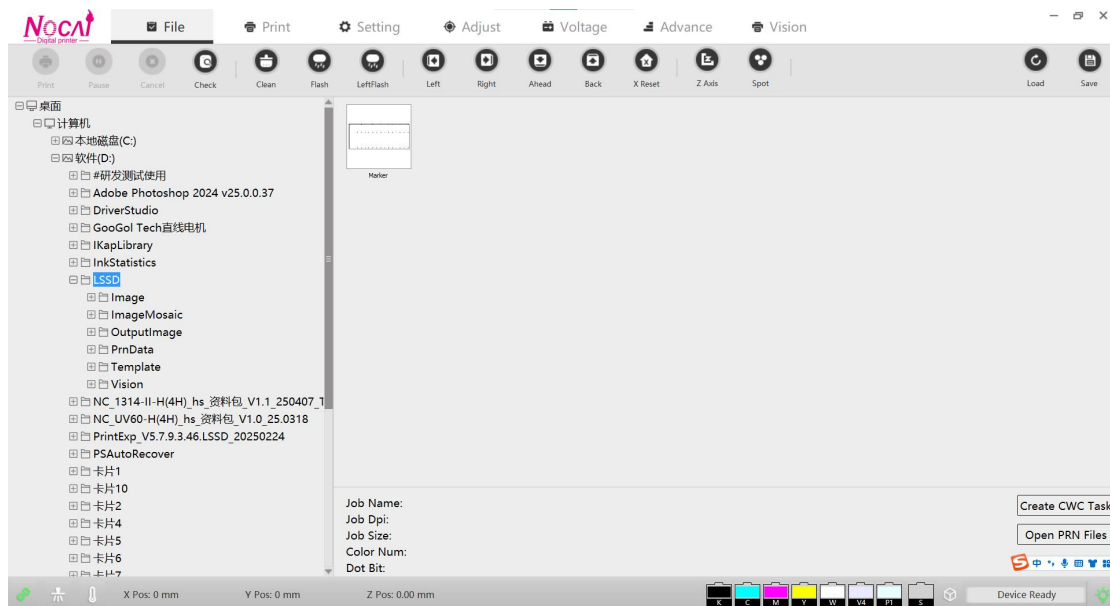 Nocai
Digital printer
File
Print
Setting
Adjust
Voltage
Advance
Vision
Print
Pause
Cancel
Check
Clean
Flash
LeftFlash
Left
Right
Ahead
Back
X Reset
Z Axis
Spot
Load
Save
桌面
计算机
本地磁盘(C:)
软件(D:)
#研发测试使用
Adobe Photoshop 2024 v25.0.0.37
DriverStudio
GooGol Tech直线电机
IKapLibrary
InkStatistics
LSSD
Image
ImageMosaic
OutputImage
PrnData
Template
Vision
NC_1314-II-H(4H)_hs_资料包_V1.1_250407_T
NC_UV60-H(4H)_hs_资料包_V1.0_25.0318
PrintExp_V5.7.9.3.46.LSSD_20250224
PSAutoRecover
卡片1
卡片10
卡片2
卡片4
卡片5
卡片6
卡片7
Marker
Job Name:
Job Dpi:
Job Size:
Color Num:
Dot Bit:
Create CWC Task
Open PRN Files
中
X Pos: 0 mm
Y Pos: 0 mm
Z Pos: 0.00 mm
K
C
M
Y
W
V4
P1
S
Device Ready